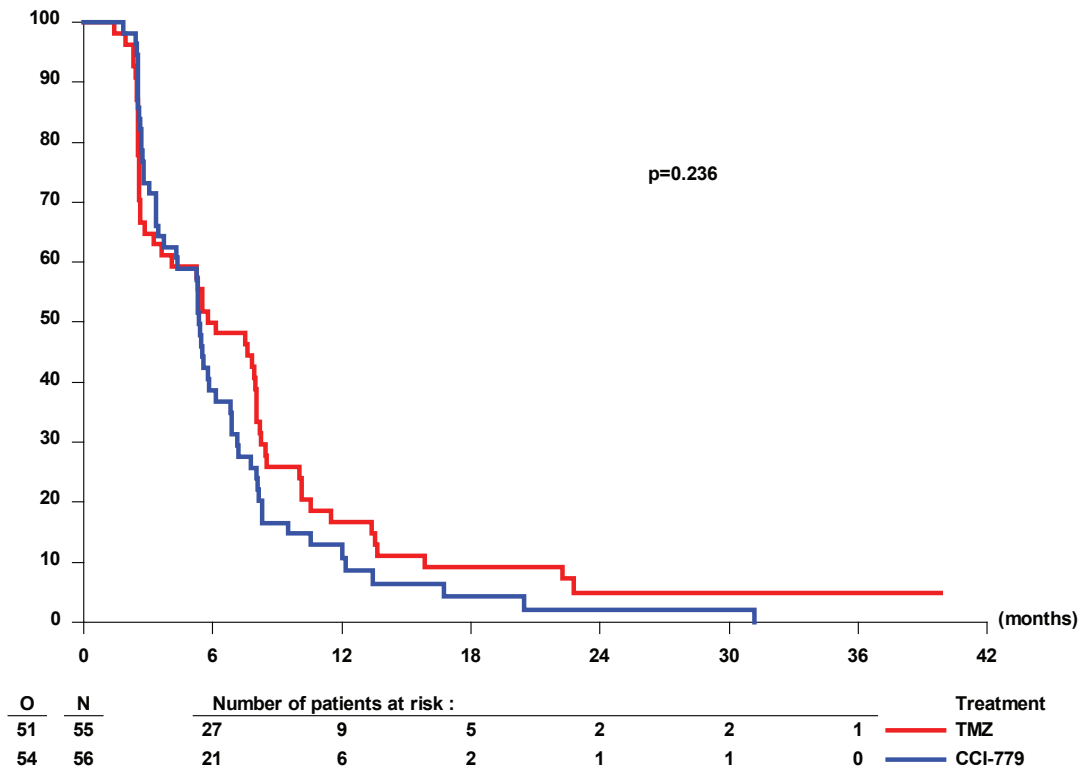 100
90
80
70
p=0.236
60
50
40
30
20
10
0
(months)
0 6 12 18 24 30 36 42
O N Number of patients at risk : Treatment
51 55 27 9 5 2 2 1 TMZ
54 56 21 6 2 1 1 0 CCI-779